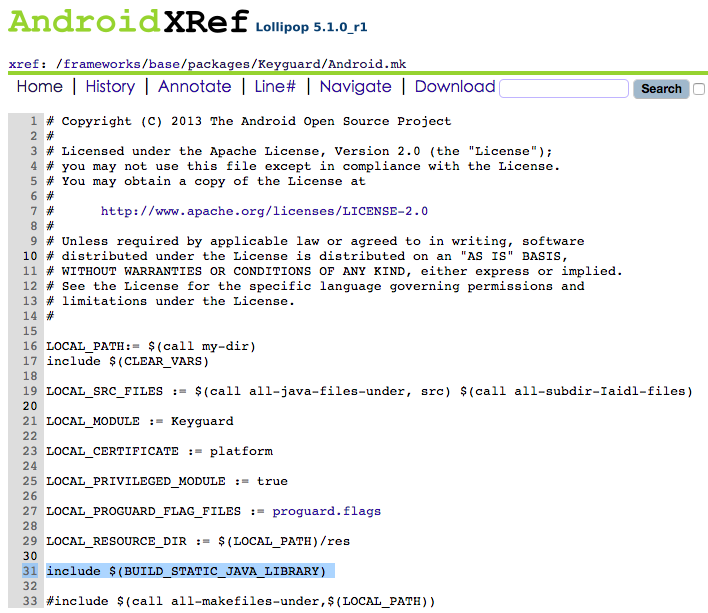 AndroidXRef Lollipop 5.1.0_r1
xref: /frameworks/base/packages/Keyguard/Android.mk
Home | History | Annotate | Line# | Navigate | Download Search
1 # Copyright (C) 2013 The Android Open Source Project
2 #
3 # Licensed under the Apache License, Version 2.0 (the "License");
4 # you may not use this file except in compliance with the License.
5 # You may obtain a copy of the License at
6 #
7 #      http://www.apache.org/licenses/LICENSE-2.0
8 #
9 # Unless required by applicable law or agreed to in writing, software
10 # distributed under the License is distributed on an "AS IS" BASIS,
11 # WITHOUT WARRANTIES OR CONDITIONS OF ANY KIND, either express or implied.
12 # See the License for the specific language governing permissions and
13 # limitations under the License.
14 #
15
16 LOCAL_PATH:= $(call my-dir)
17 include $(CLEAR_VARS)
18
19 LOCAL_SRC_FILES := $(call all-java-files-under, src) $(call all-subdir-Iaidl-files)
20
21 LOCAL_MODULE := Keyguard
22
23 LOCAL_CERTIFICATE := platform
24
25 LOCAL_PRIVILEGED_MODULE := true
26
27 LOCAL_PROGUARD_FLAG_FILES := proguard.flags
28
29 LOCAL_RESOURCE_DIR := $(LOCAL_PATH)/res
30
31 include $(BUILD_STATIC_JAVA_LIBRARY)
32
33 #include $(call all-makefiles-under,$(LOCAL_PATH))